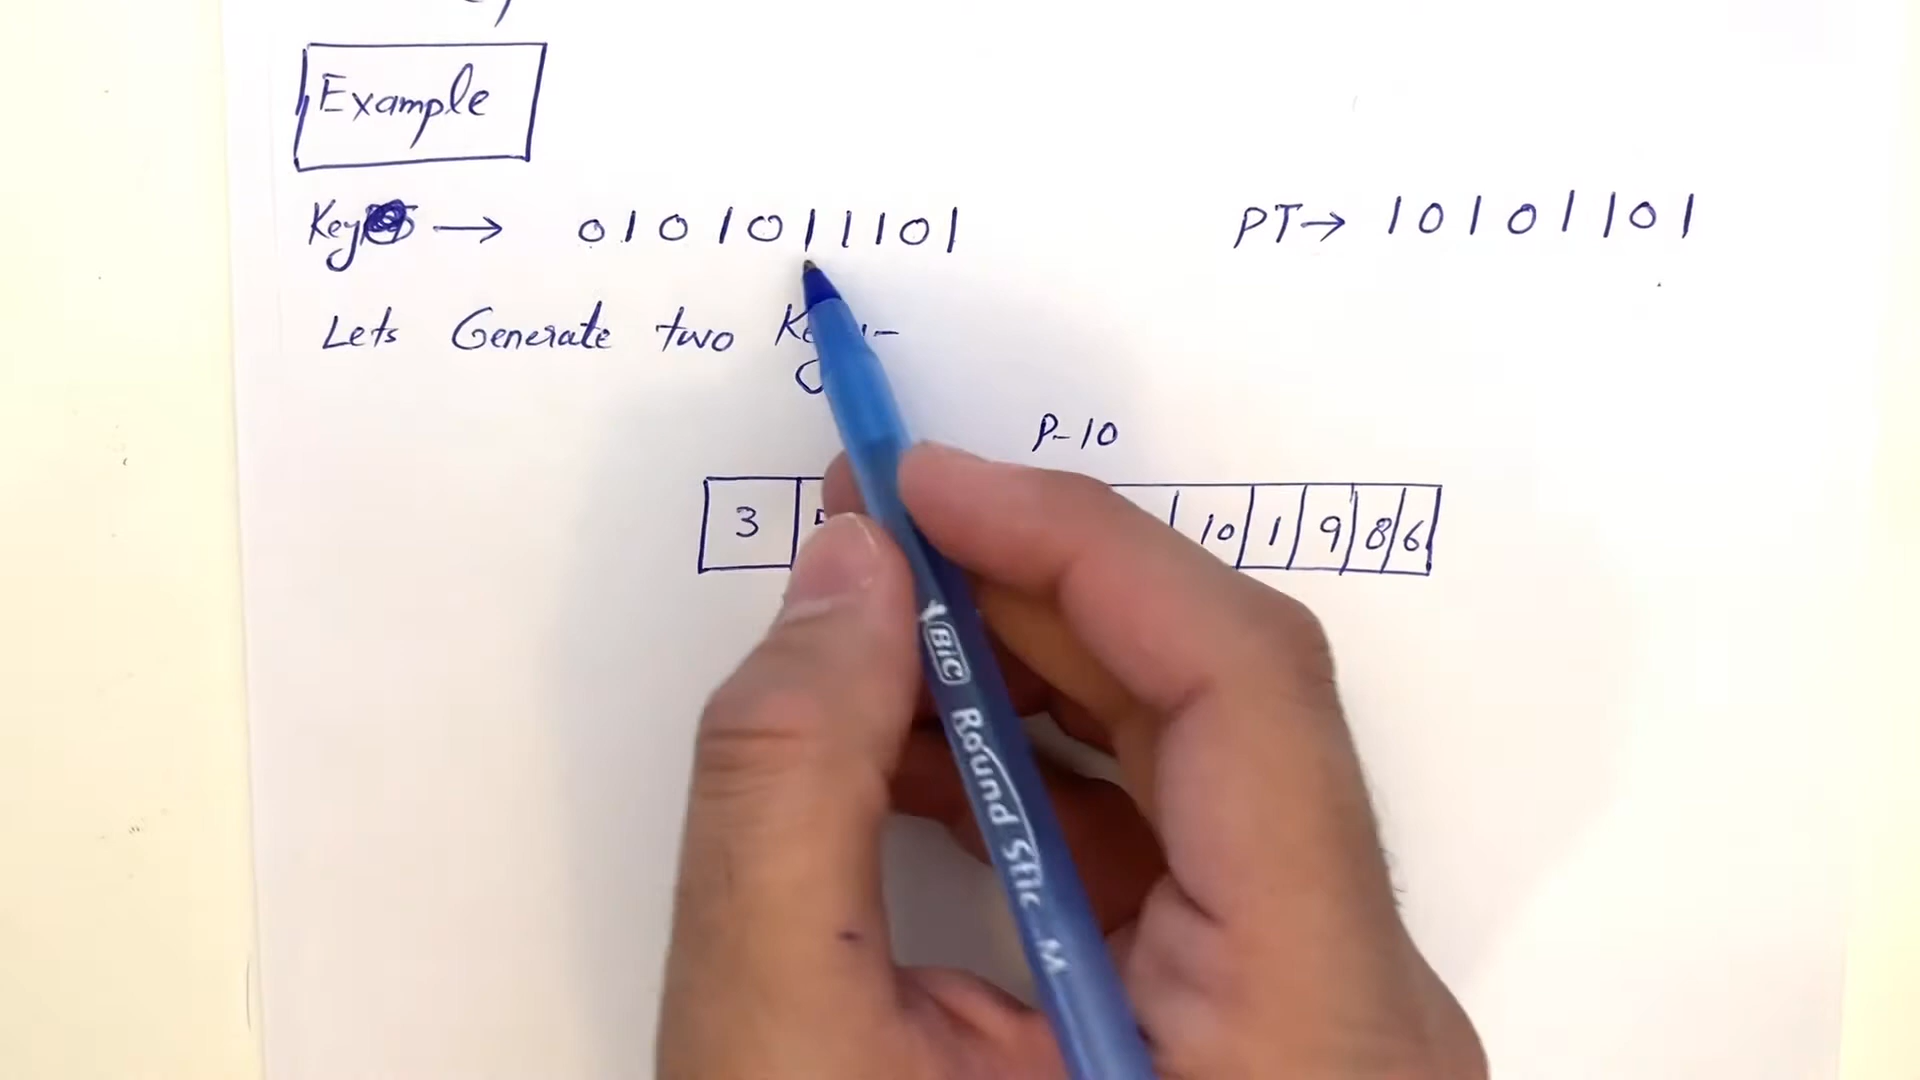 Example
Key → 0101011101
PT → 10101101
Lets Generate two
P-10
3 10 1 9 8 6
BIC Round Stic M